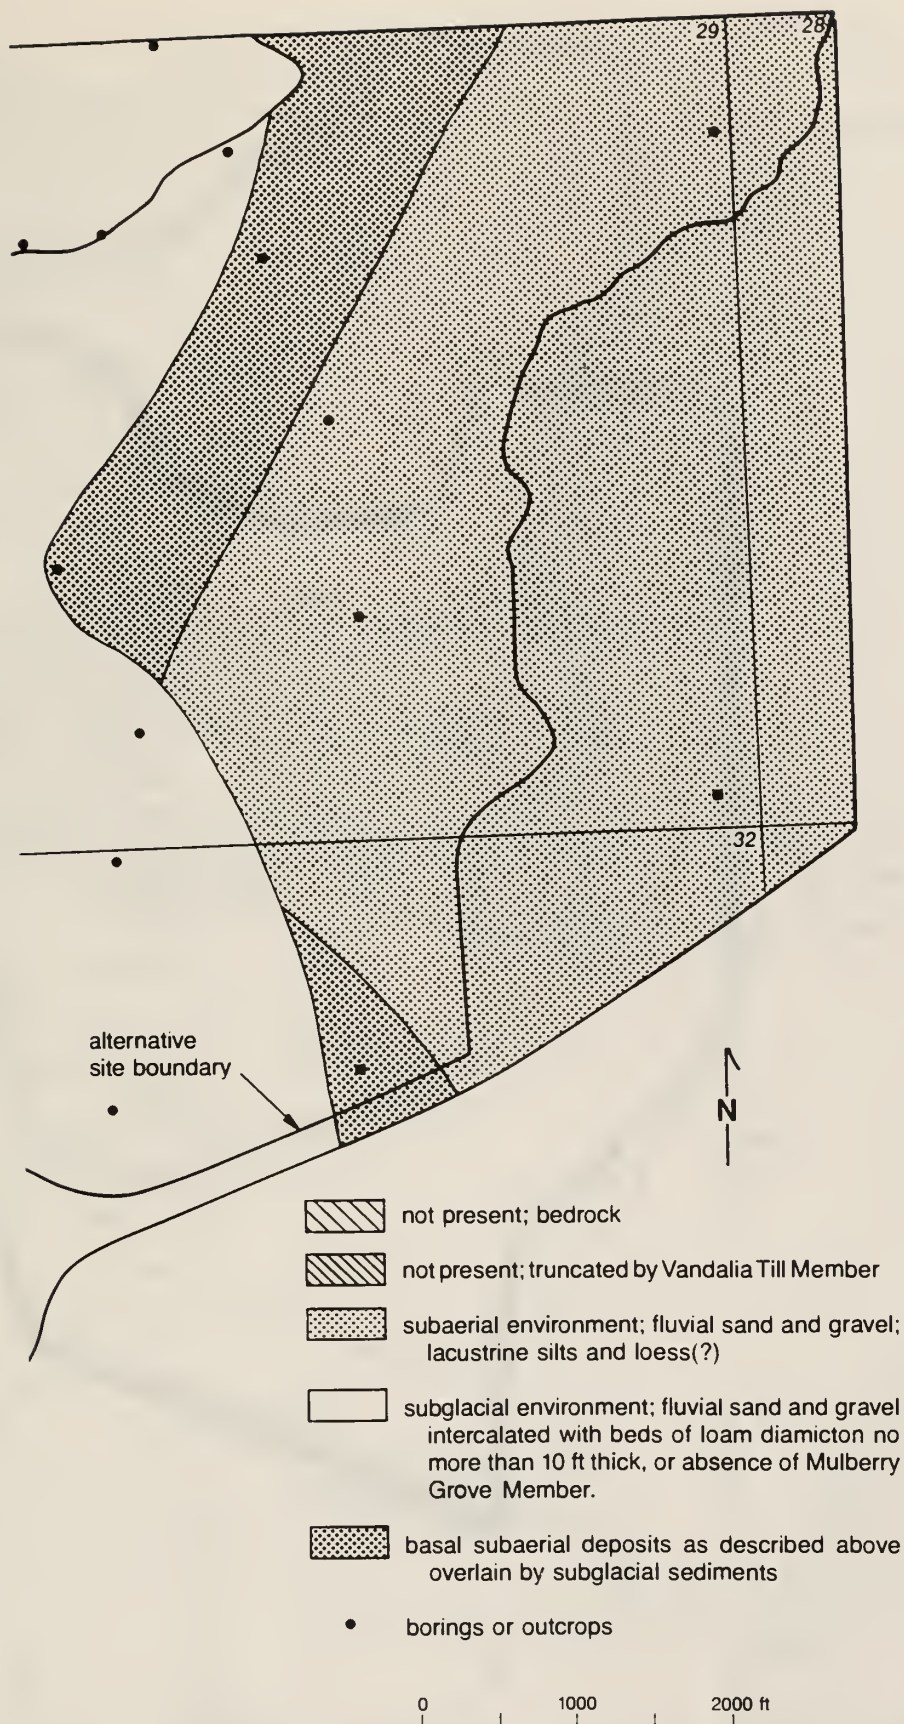 29
28
32
alternative
site boundary
N
not present; bedrock
not present; truncated by Vandalia Till Member
subaerial environment; fluvial sand and gravel;
lacustrine silts and loess(?)
subglacial environment; fluvial sand and gravel
intercalated with beds of loam diamicton no
more than 10 ft thick, or absence of Mulberry
Grove Member.
basal subaerial deposits as described above
overlain by subglacial sediments
borings or outcrops
0 1000 2000 ft